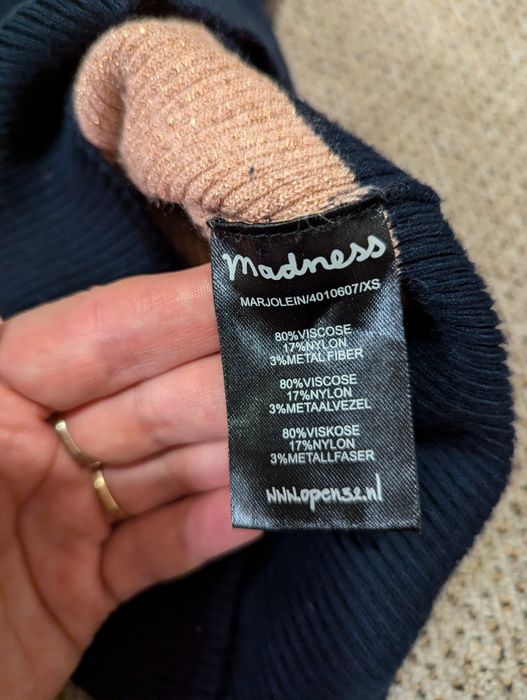 madness
MARJOLEIN/4010607/XS
80%VISCOSE
17%NYLON
3%METAL FIBER
80%VISCOSE
17%NYLON
3%METAALVEZEL
80%VISKOSE
17%NYLON
3%METALLFASER
www.open32.nl